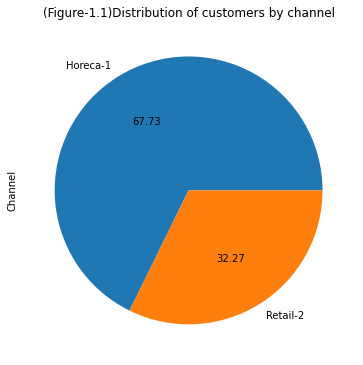 (Figure-1.1)Distribution of customers by channel
Horeca-1
67.73
Channel
32.27
Retail-2